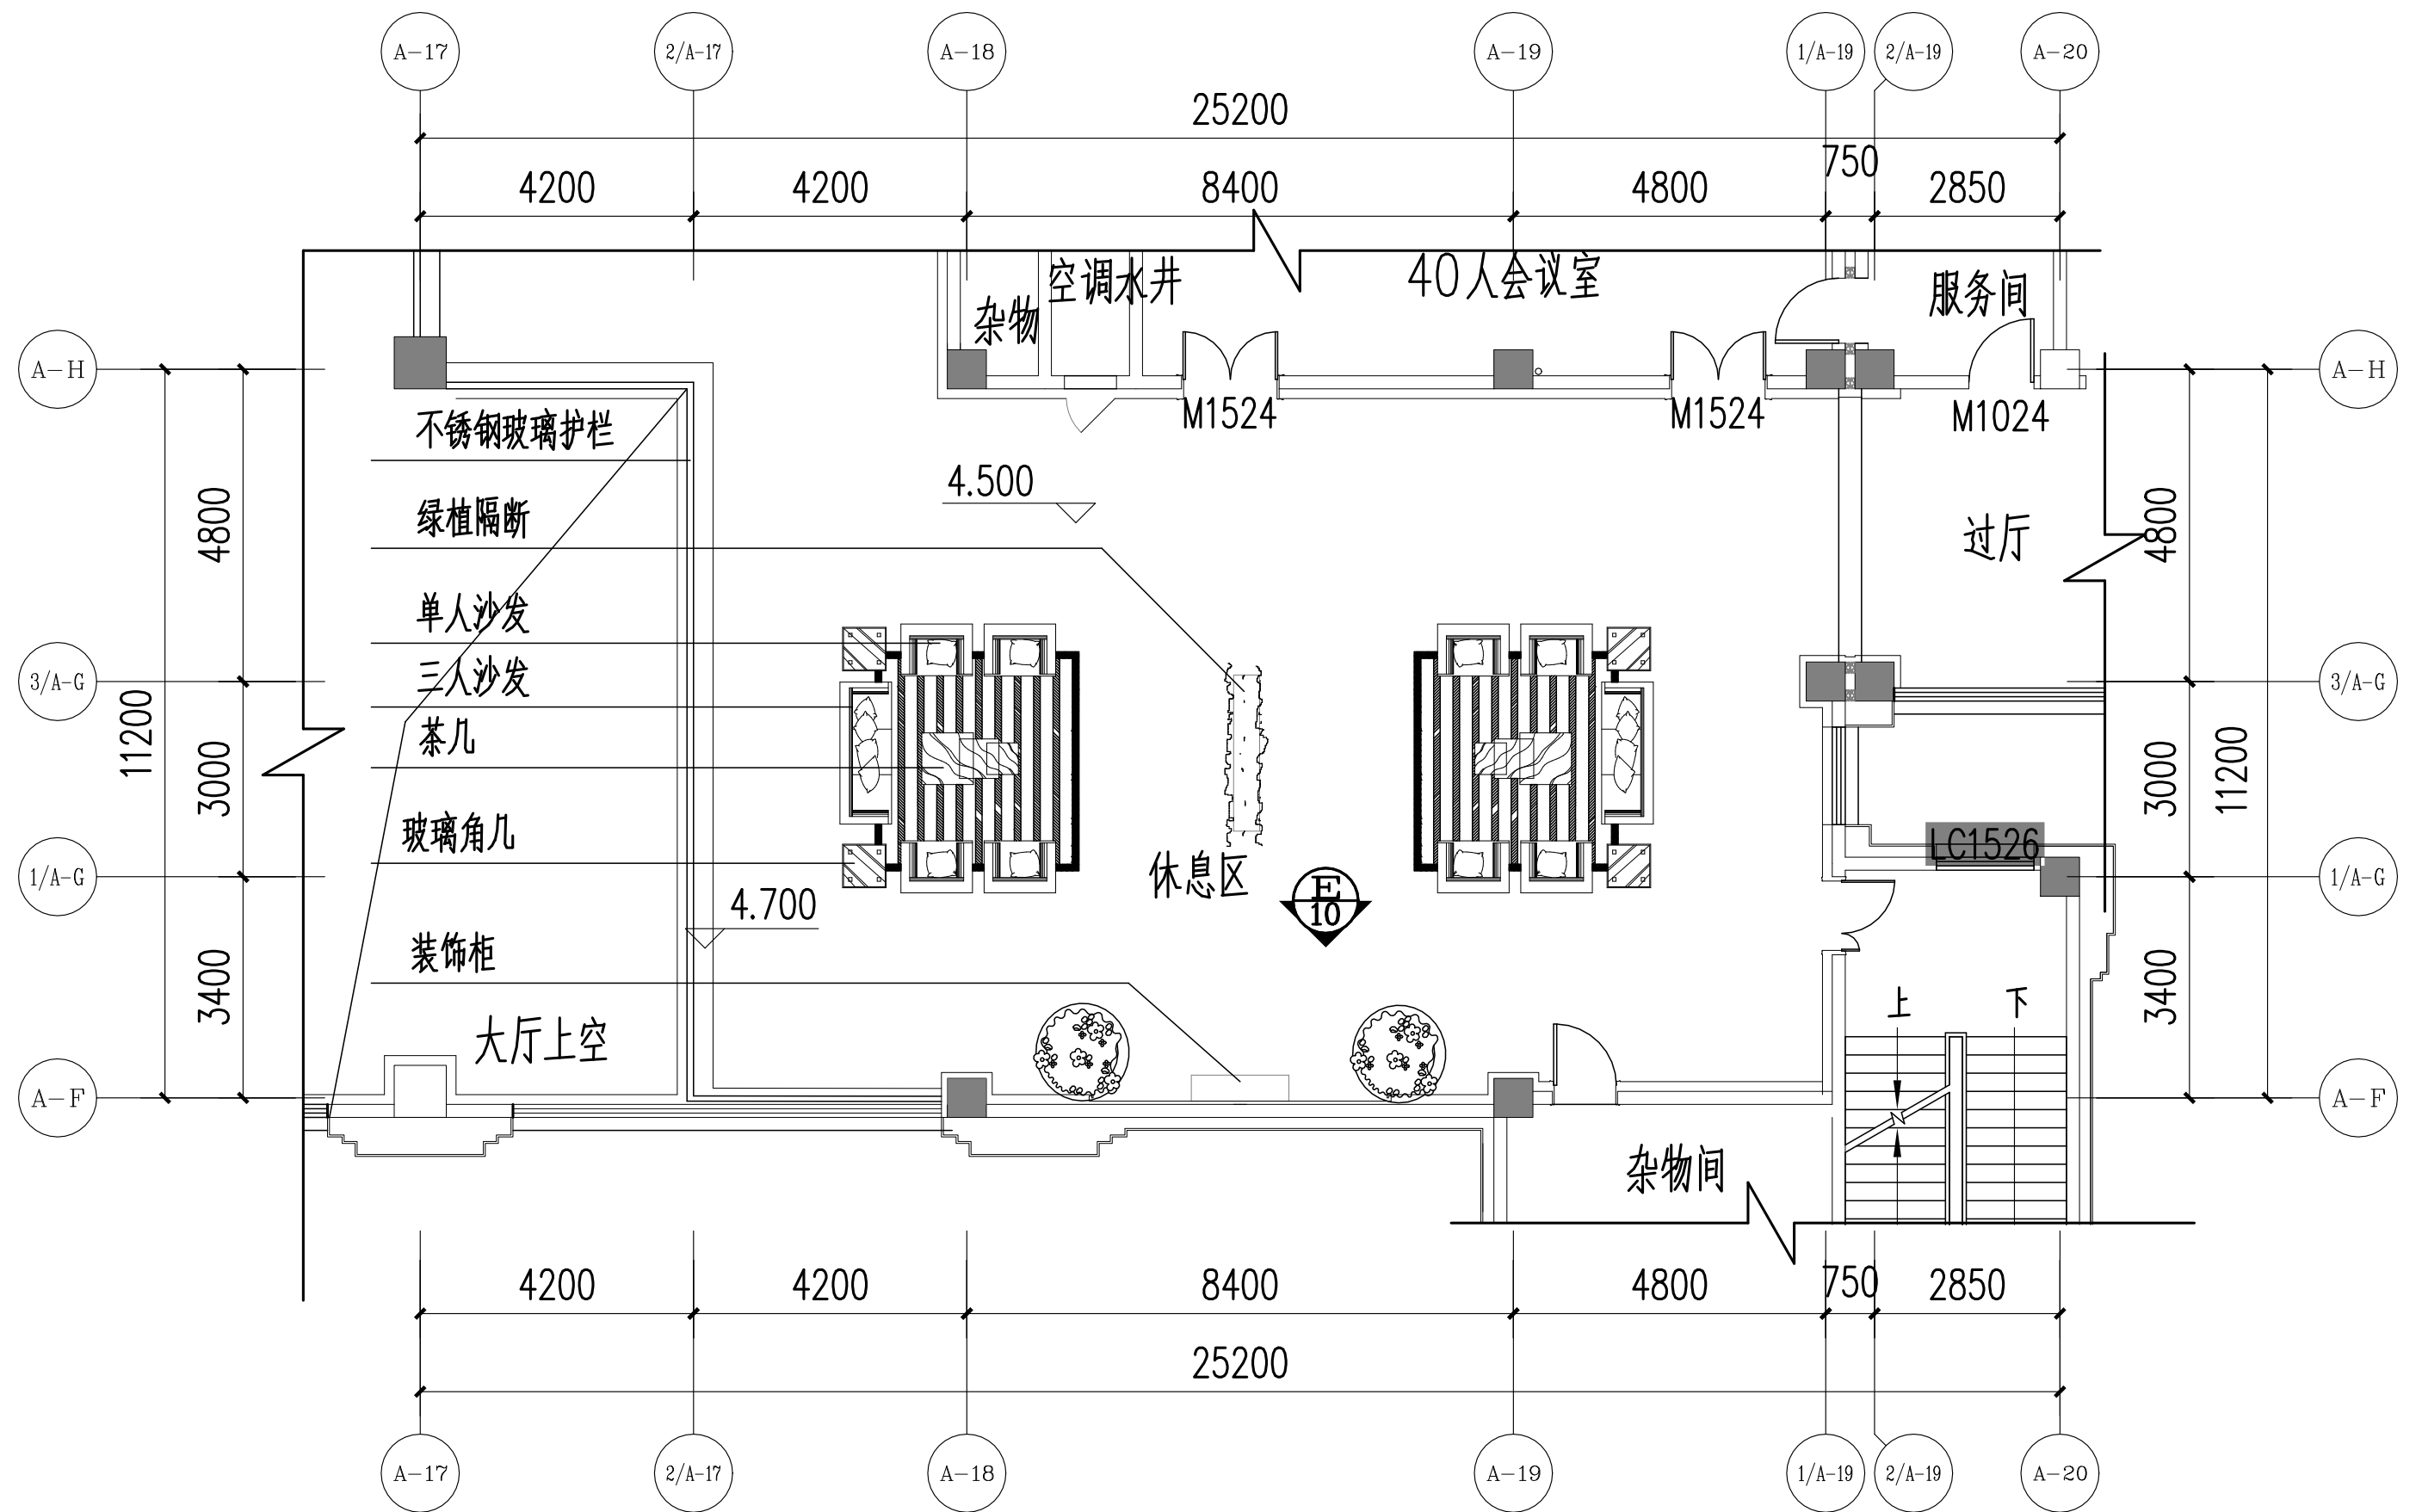 A-17 2/A-17 A-18 A-19 1/A-19 2/A-19 A-20
25200
4200 4200 8400 4800 750 2850
杂物 空调水井 40人会议室 服务间
A-H A-H
M1524 M1524 M1024
不锈钢玻璃护栏
4.500
绿植隔断
4800 过厅 4800
单人沙发
三人沙发
3/A-G 3/A-G
茶几
11200 3000 3000 11200
玻璃角几
LC1526
休息区
1/A-G 1/A-G
E
10
4.700
装饰柜
3400 3400
上 下
大厅上空
A-F A-F
杂物间
4200 4200 8400 4800 750 2850
25200
A-17 2/A-17 A-18 A-19 1/A-19 2/A-19 A-20